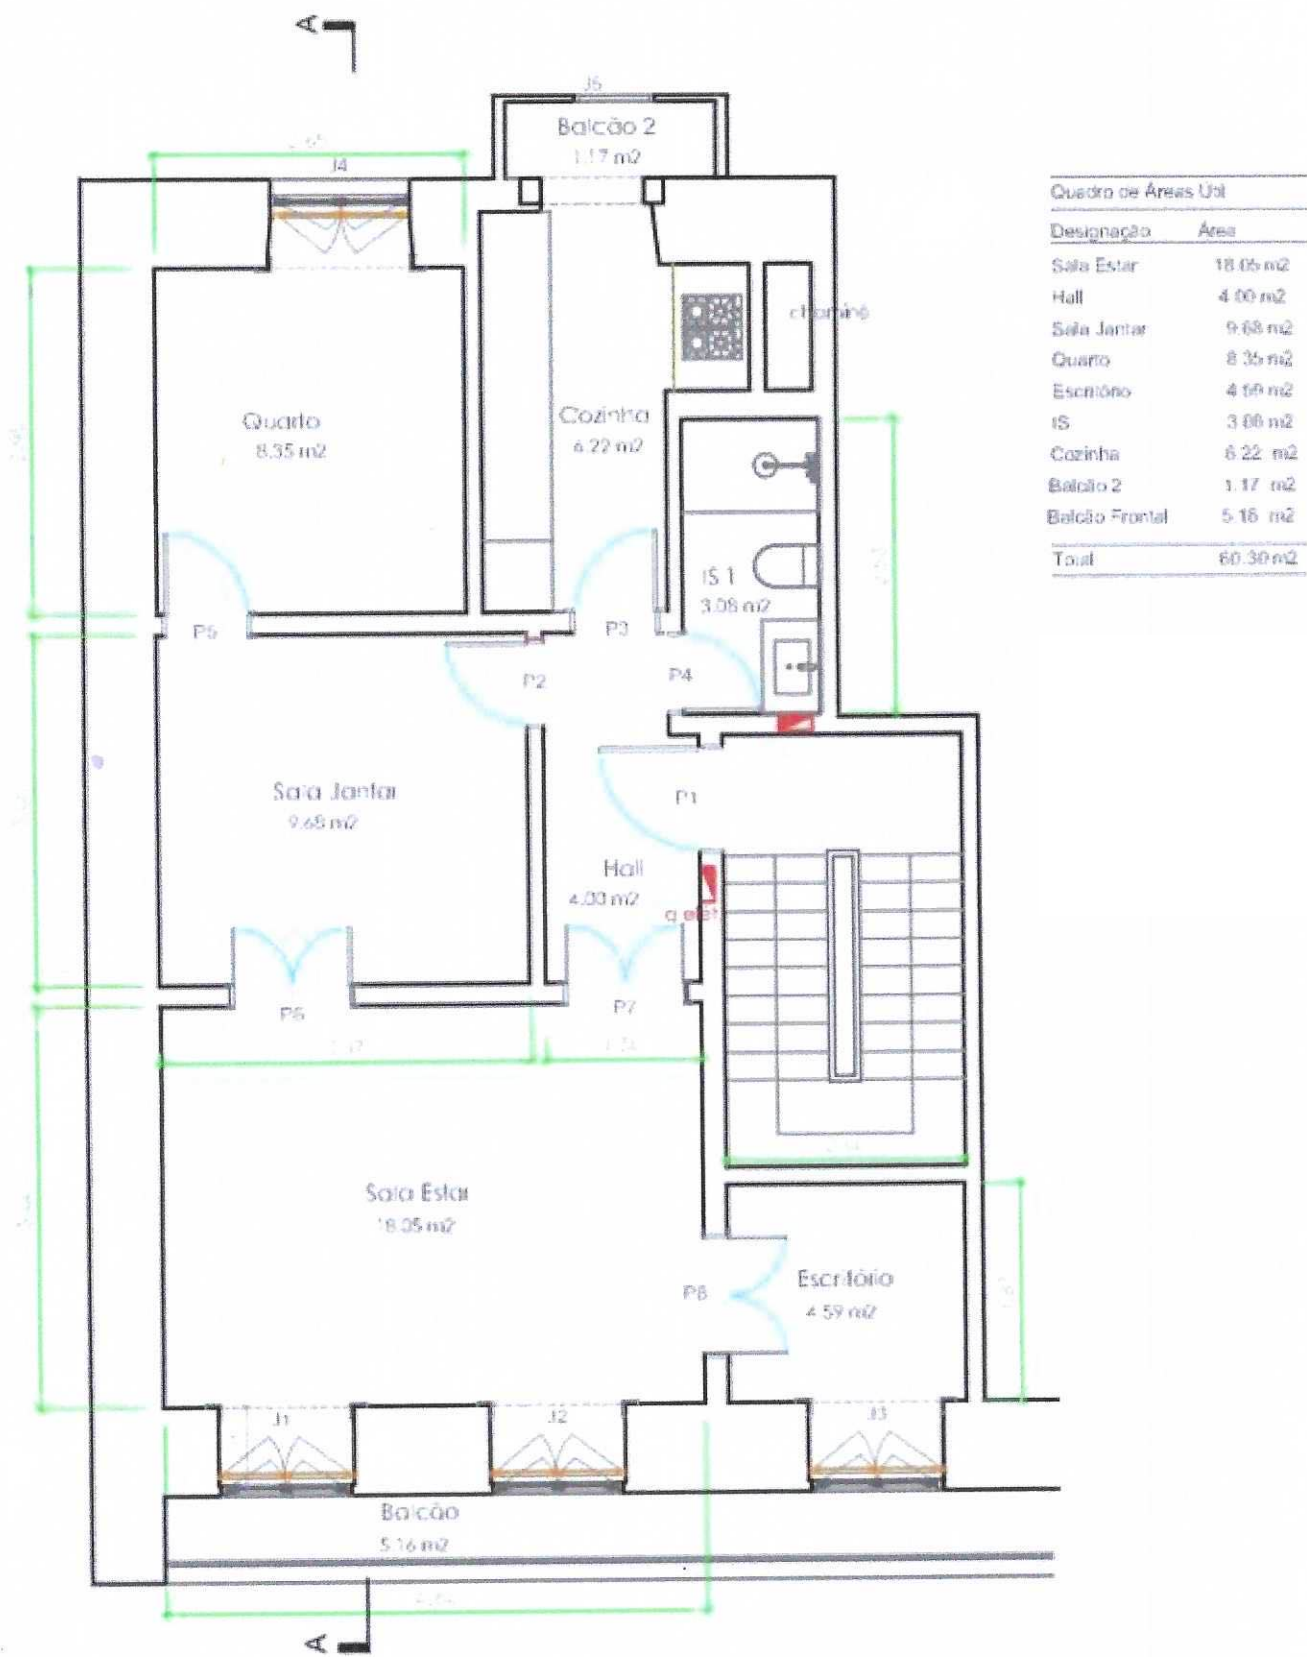 A
J5
Balcão 2
1.17 m2
J4
Quadro de Áreas Útil
Designação Área
Sala Estar 18.05 m2
Hall 4.00 m2
Sala Jantar 9.68 m2
Quarto 8.35 m2
Escritório 4.59 m2
IS 3.08 m2
Cozinha 6.22 m2
Balcão 2 1.17 m2
Balcão Frontal 5.16 m2
Total 60.30 m2
chaminé
Quarto
8.35 m2
Cozinha
6.22 m2
IS 1
3.08 m2
P5
P3
P2
P4
Sala Jantar
9.68 m2
P1
Hall
4.00 m2
q elet
P6
P7
Sala Estar
18.05 m2
P8
Escritório
4.59 m2
J1
J2
J3
Balcão
5.16 m2
A